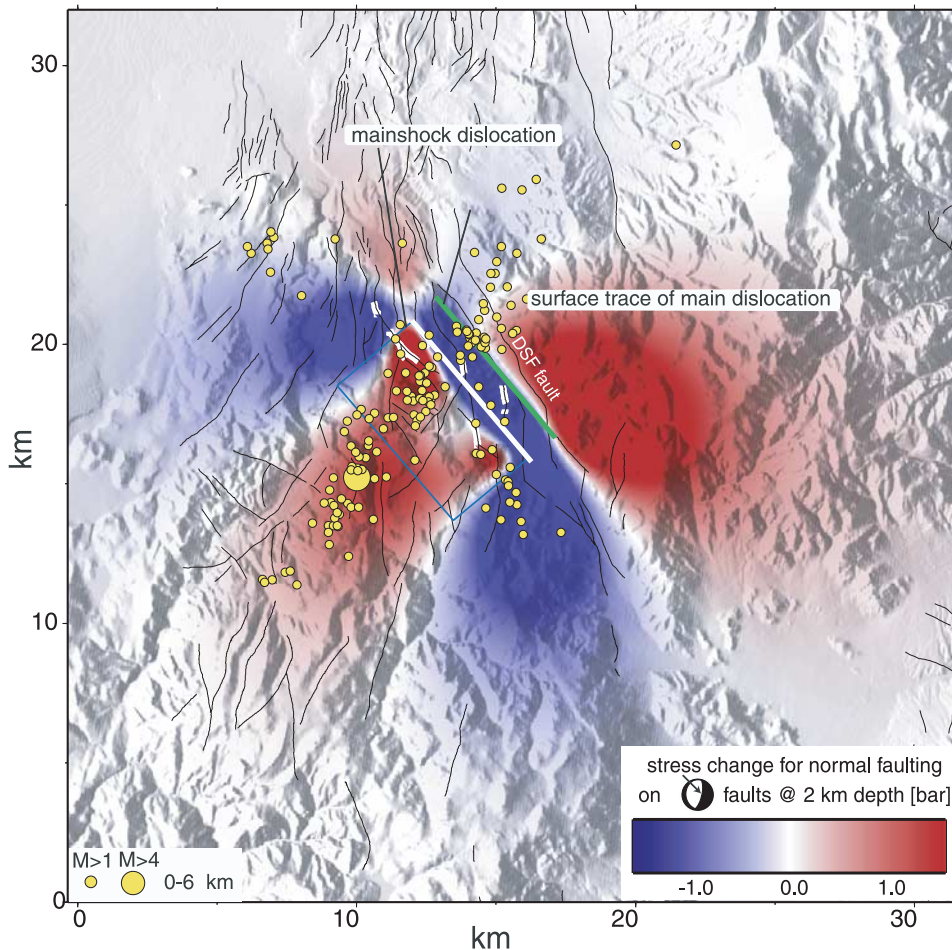 30
mainshock dislocation
surface trace of main dislocation
20
DSF fault
km
10
stress change for normal faulting
on faults @ 2 km depth [bar]
-1.0 0.0 1.0
M>1 M>4
0-6 km
0
0 10 20 30
km